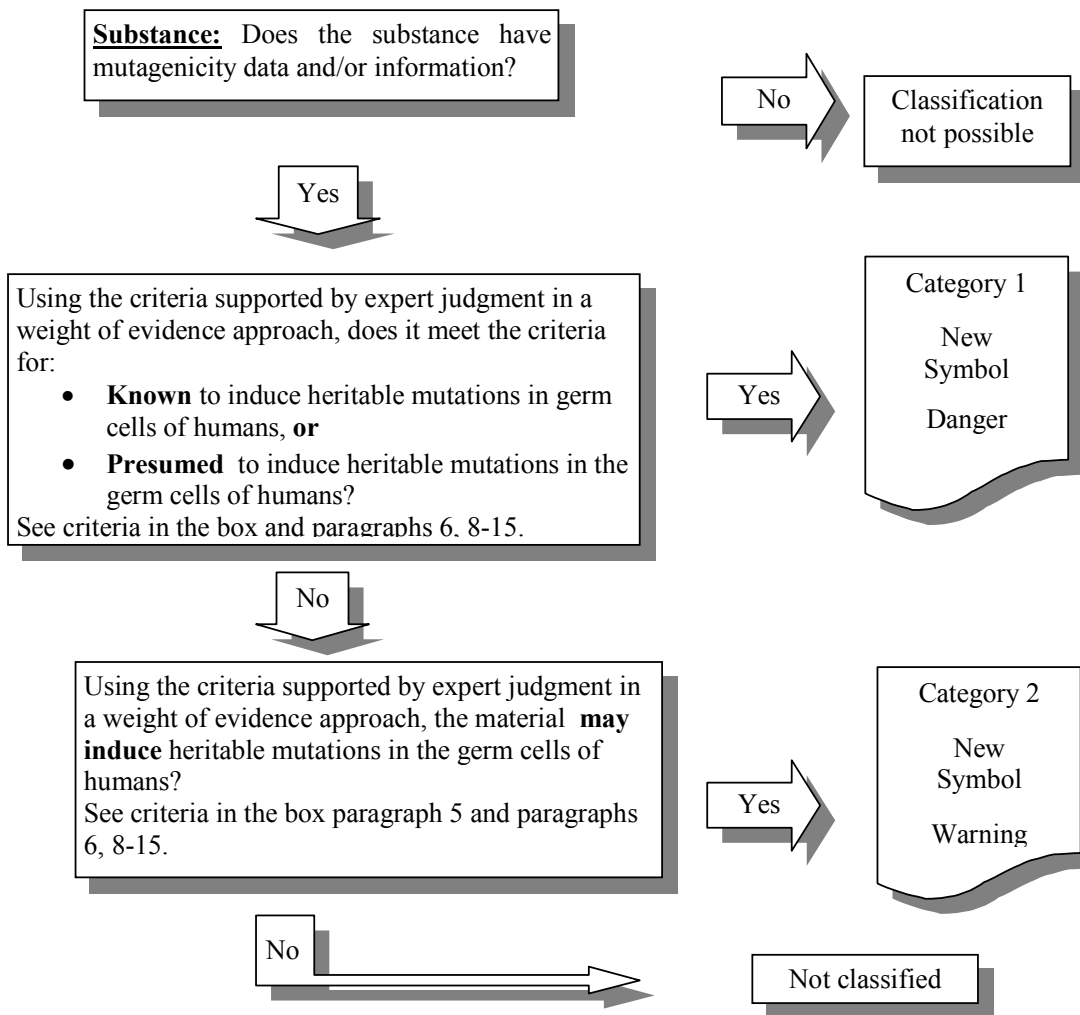 Substance: Does the substance have
mutagenicity data and/or information?
No
Classification
not possible
Yes
Using the criteria supported by expert judgment in a
weight of evidence approach, does it meet the criteria
for:
• Known to induce heritable mutations in germ
cells of humans, or
• Presumed to induce heritable mutations in the
germ cells of humans?
See criteria in the box and paragraphs 6, 8-15.
Yes
Category 1
New
Symbol
Danger
No
Using the criteria supported by expert judgment in
a weight of evidence approach, the material may
induce heritable mutations in the germ cells of
humans?
See criteria in the box paragraph 5 and paragraphs
6, 8-15.
Yes
Category 2
New
Symbol
Warning
No
Not classified